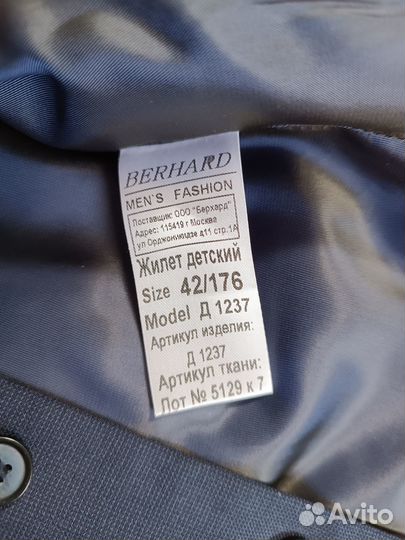 BERHARD
MEN'S FASHION
Поставщик: ООО "Берхард"
Адрес: 115419 г Москва
ул Орджоникидзе д11 стр.1А
Жилет детский
Size 42/176
Model Д 1237
Артикул изделия:
Д 1237
Артикул ткани:
Лот № 5129 к 7
Avito